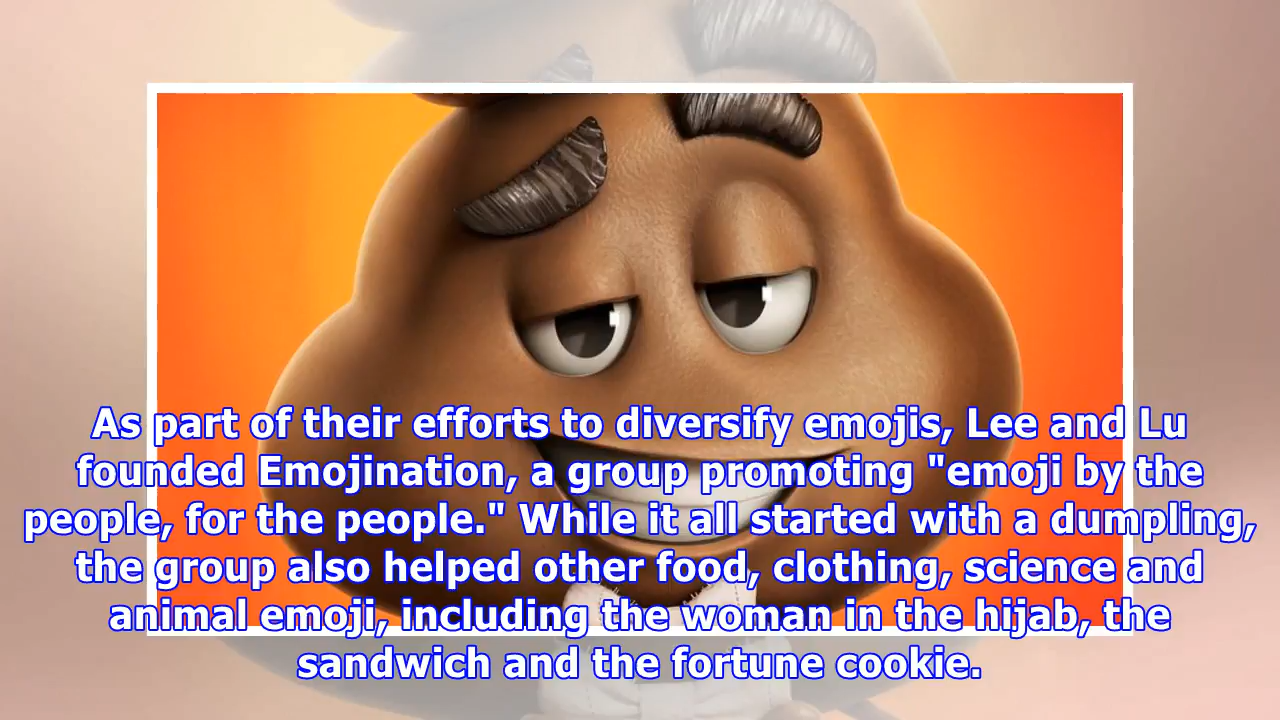 As part of their efforts to diversify emojis, Lee and Lu
founded Emojination, a group promoting "emoji by the
people, for the people." While it all started with a dumpling,
the group also helped other food, clothing, science and
animal emoji, including the woman in the hijab, the
sandwich and the fortune cookie.